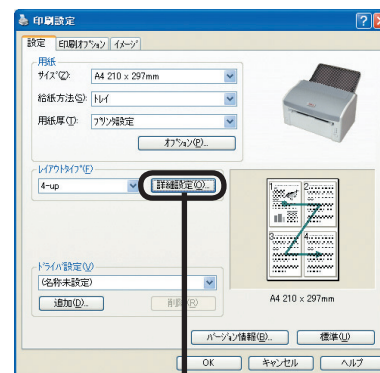 印刷設定
設定 印刷ｵﾌﾟｼｮﾝ ｲﾒｰｼﾞ
用紙
ｻｲｽﾞ(Z): A4 210 x 297mm
給紙方法(S): ﾄﾚｲ
用紙厚(T): ﾌﾟﾘﾝﾀ設定
ｵﾌﾟｼｮﾝ(P)...
ﾚｲｱｳﾄﾀｲﾌﾟ(F)
4-up 詳細設定(O)...
1 2
3 4
ﾄﾞﾗｲﾊﾞ設定(V)
(名称未設定)
追加(D)... 削除(R)
A4 210 x 297mm
ﾊﾞｰｼﾞｮﾝ情報(B)... 標準(U)
OK ｷｬﾝｾﾙ ﾍﾙﾌﾟ